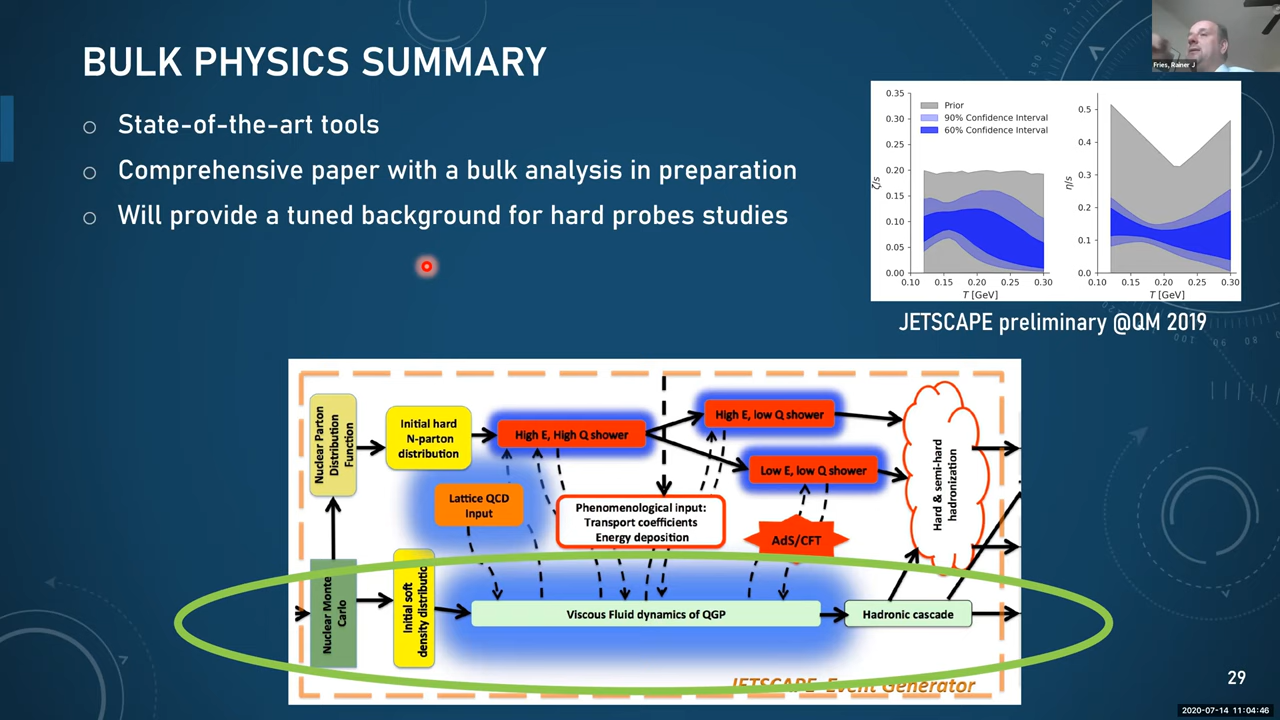 BULK PHYSICS SUMMARY
Fries, Rainer J
○ State-of-the-art tools
○ Comprehensive paper with a bulk analysis in preparation
○ Will provide a tuned background for hard probes studies
0.35
0.30
0.25
0.20
0.15
0.10
0.05
0.00
ζ/s
Prior
90% Confidence Interval
60% Confidence Interval
0.10 0.15 0.20 0.25 0.30
T [GeV]
0.5
0.4
0.3
0.2
0.1
0.0
η/s
0.10 0.15 0.20 0.25 0.30
T [GeV]
JETSCAPE preliminary @QM 2019
Nuclear Parton
Distribution
Function
Initial hard
N-parton
distribution
High E, High Q shower
High E, low Q shower
Low E, low Q shower
Lattice QCD
Input
Phenomenological input:
Transport coefficients
Energy deposition
AdS/CFT
Hard & semi-hard
hadronization
Nuclear Monte
Carlo
Initial soft
density distributio
Viscous Fluid dynamics of QGP
Hadronic cascade
JETSCAPE Event Generator
29
2020-07-14 11:04:46